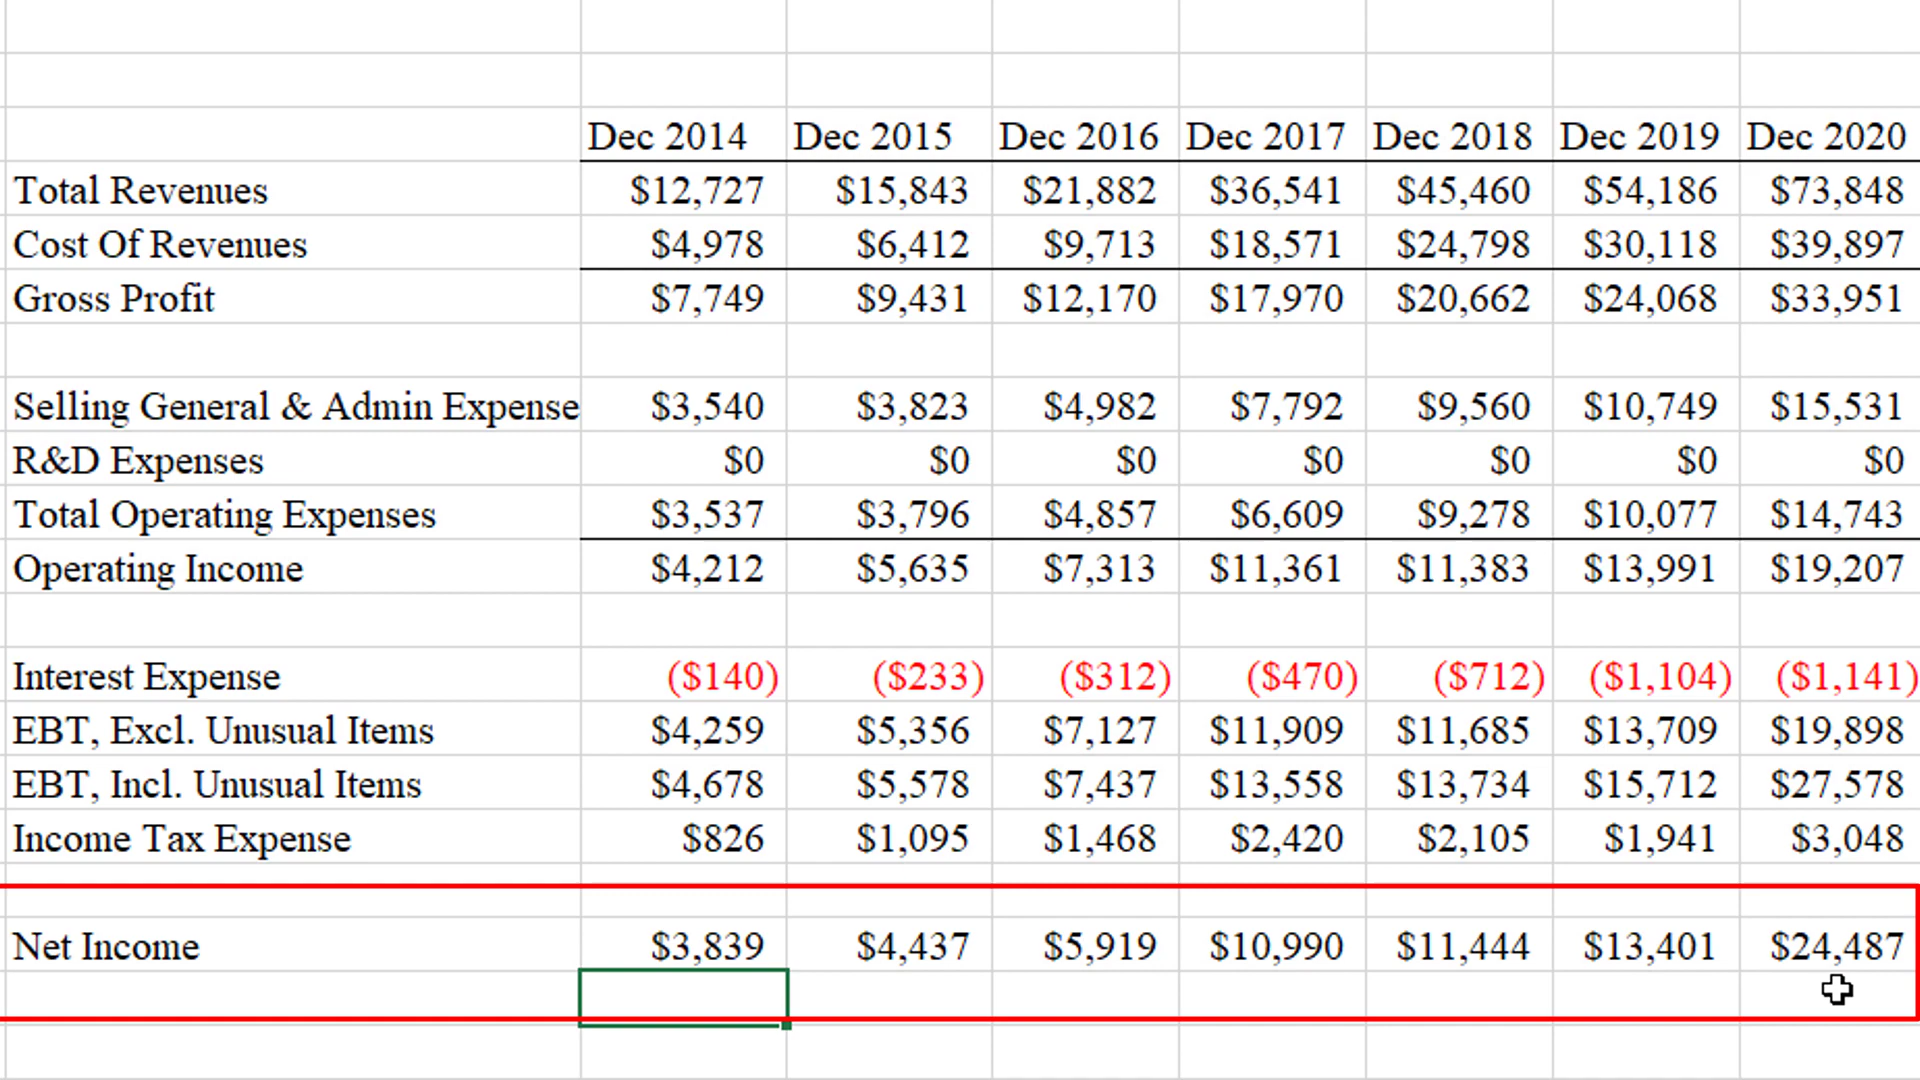 Dec 2014 Dec 2015 Dec 2016 Dec 2017 Dec 2018 Dec 2019 Dec 2020
Total Revenues $12,727 $15,843 $21,882 $36,541 $45,460 $54,186 $73,848
Cost Of Revenues $4,978 $6,412 $9,713 $18,571 $24,798 $30,118 $39,897
Gross Profit $7,749 $9,431 $12,170 $17,970 $20,662 $24,068 $33,951
Selling General & Admin Expense $3,540 $3,823 $4,982 $7,792 $9,560 $10,749 $15,531
R&D Expenses $0 $0 $0 $0 $0 $0 $0
Total Operating Expenses $3,537 $3,796 $4,857 $6,609 $9,278 $10,077 $14,743
Operating Income $4,212 $5,635 $7,313 $11,361 $11,383 $13,991 $19,207
Interest Expense ($140) ($233) ($312) ($470) ($712) ($1,104) ($1,141)
EBT, Excl. Unusual Items $4,259 $5,356 $7,127 $11,909 $11,685 $13,709 $19,898
EBT, Incl. Unusual Items $4,678 $5,578 $7,437 $13,558 $13,734 $15,712 $27,578
Income Tax Expense $826 $1,095 $1,468 $2,420 $2,105 $1,941 $3,048
Net Income $3,839 $4,437 $5,919 $10,990 $11,444 $13,401 $24,487